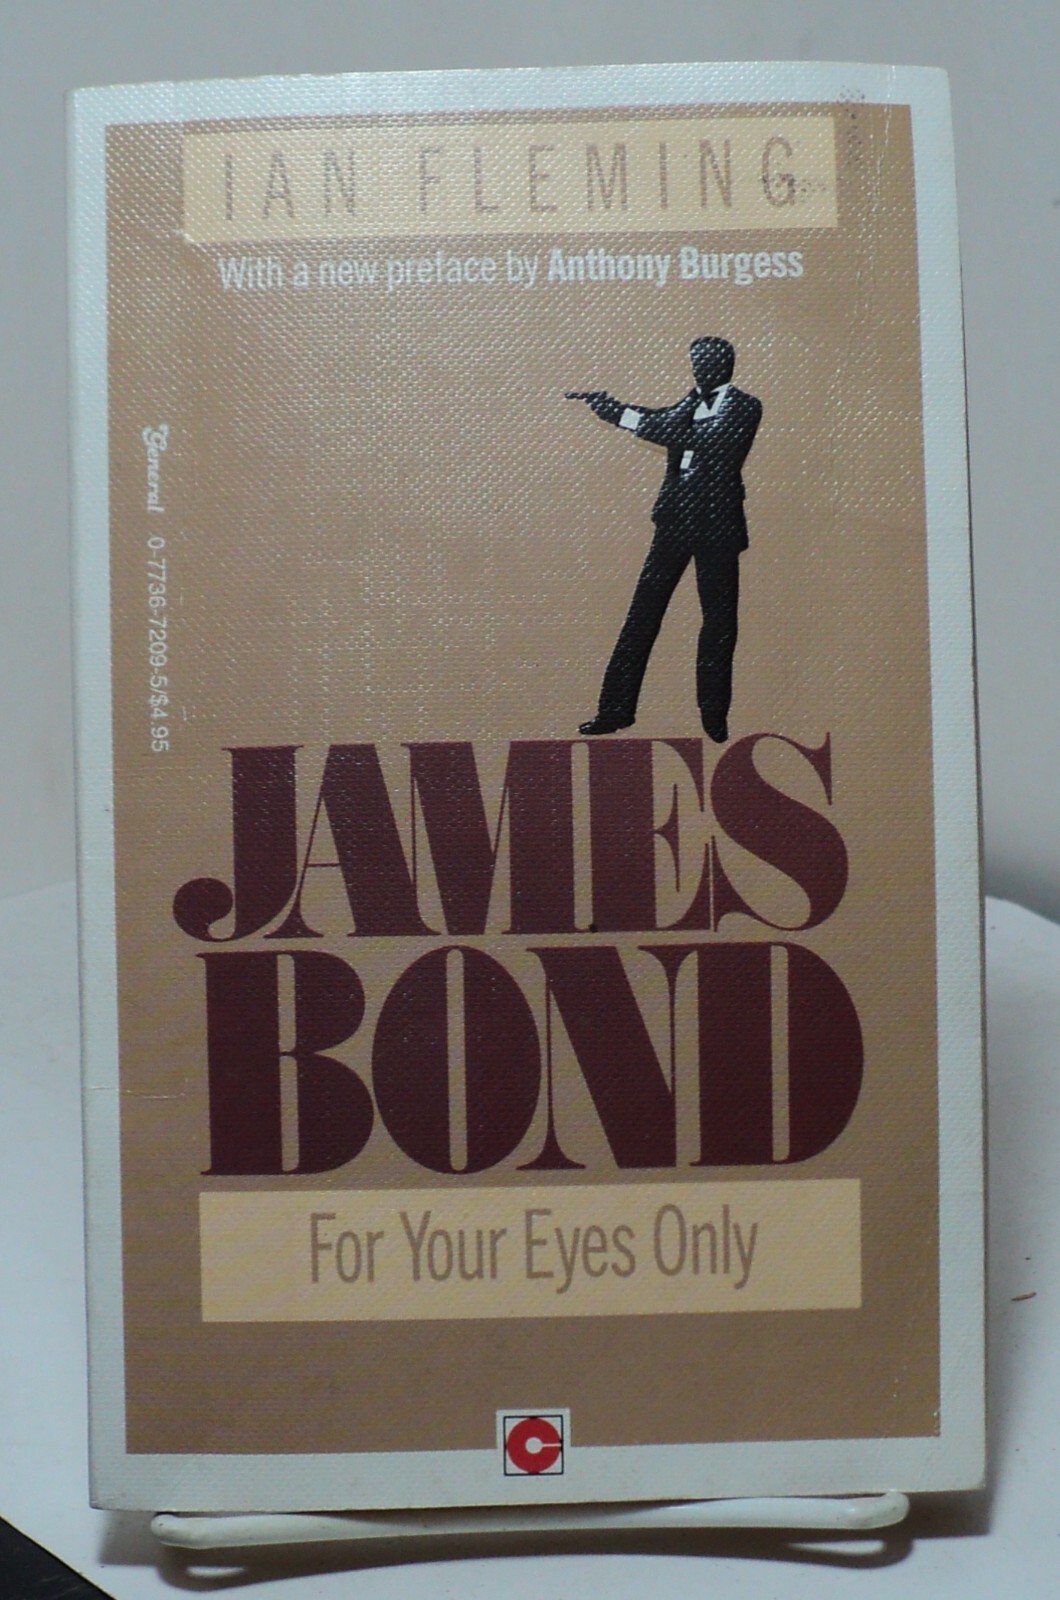 IAN FLEMING
With a new preface by Anthony Burgess
General 0-7736-7209-5/$4.95
JAMES
BOND
For Your Eyes Only
C